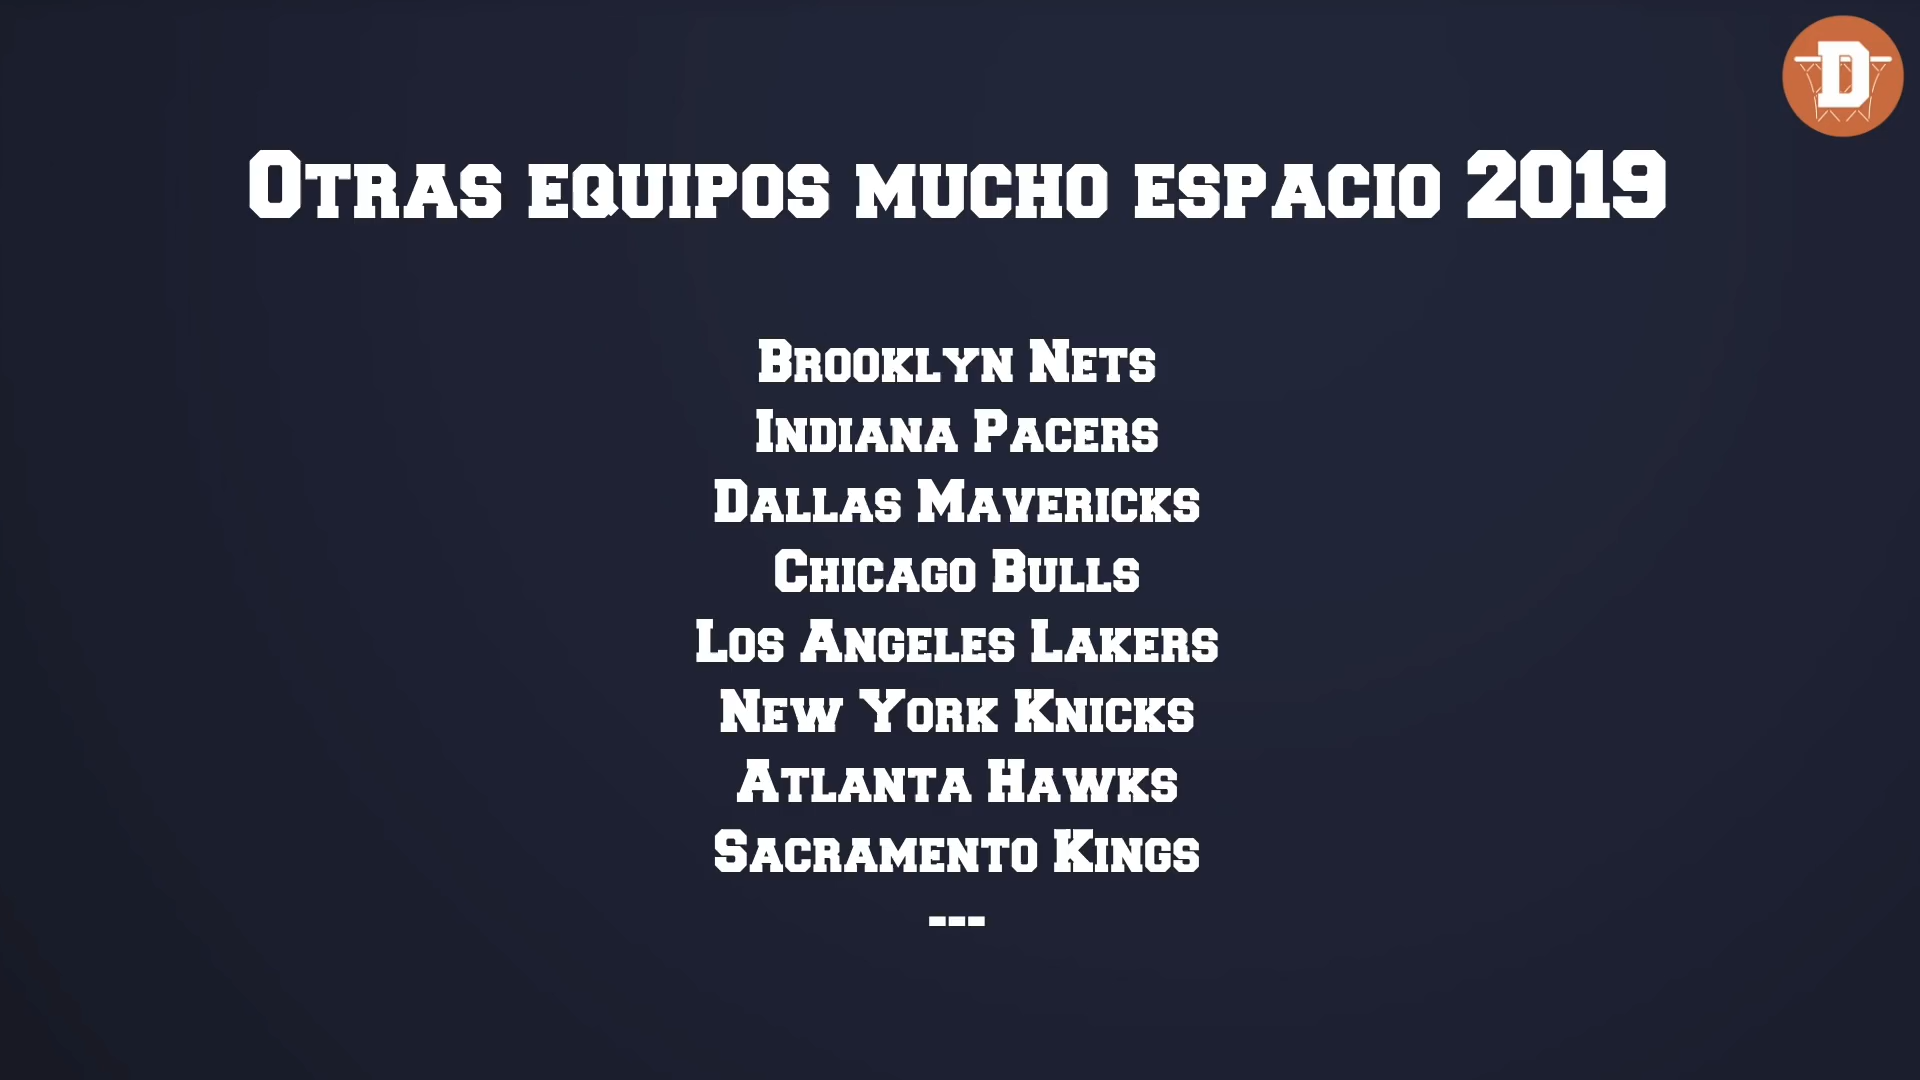 D
Otras equipos mucho espacio 2019
Brooklyn Nets
Indiana Pacers
Dallas Mavericks
Chicago Bulls
Los Angeles Lakers
New York Knicks
Atlanta Hawks
Sacramento Kings
---